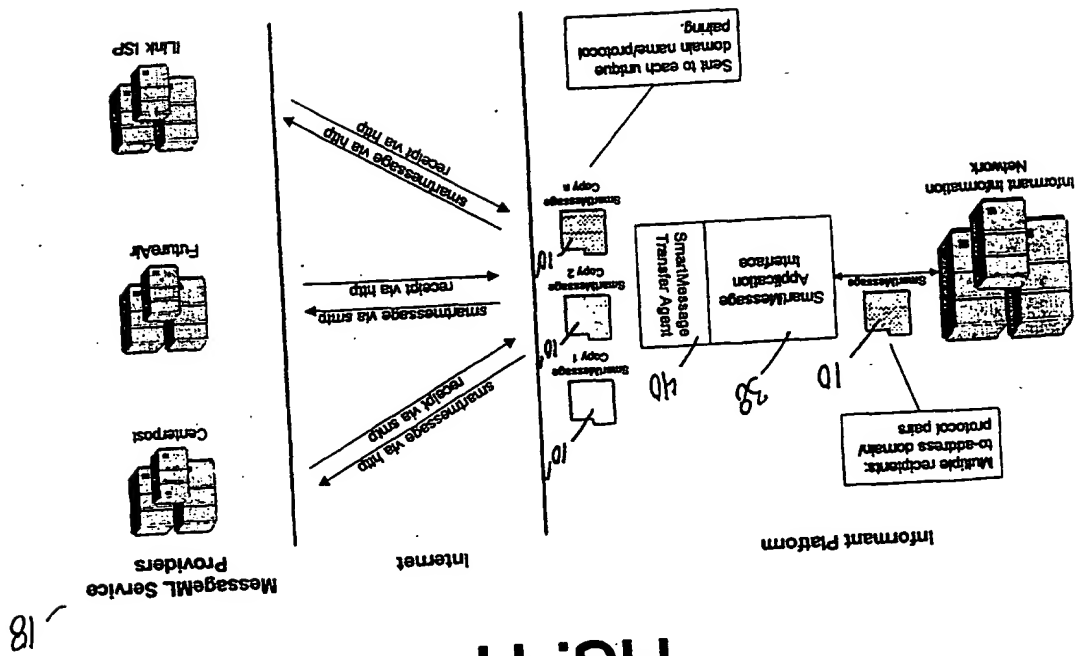 FIG. 11
18
Informant Platform
Internet
MessageML Service
Providers
Multiple recipients:
to-address domain/
protocol pairs
10
38
40
SmartMessage
SmartMessage
Application
Interface
SmartMessage
Transfer Agent
Informant Information
Network
10
SmartMessage
Copy 1
10
SmartMessage
Copy 2
10
SmartMessage
Copy n
Sent to each unique
domain name/protocol
pairing.
smartmessage via http
receipt via smtp
smartmessage via smtp
receipt via http
smartmessage via http
receipt via http
Centerpost
FutureAir
iLink ISP